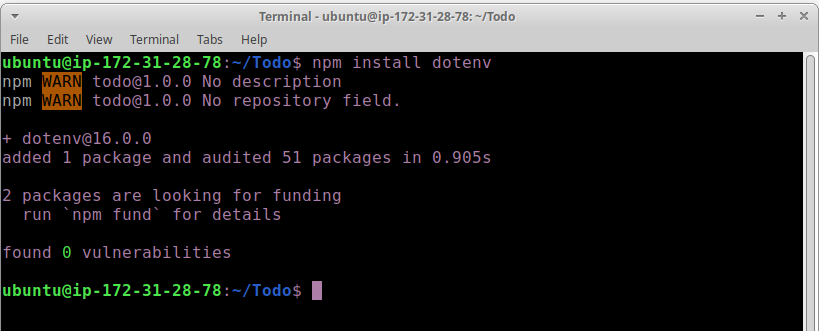 Terminal - ubuntu@ip-172-31-28-78: ~/Todo
File Edit View Terminal Tabs Help
ubuntu@ip-172-31-28-78:~/Todo$ npm install dotenv
npm WARN todo@1.0.0 No description
npm WARN todo@1.0.0 No repository field.
+ dotenv@16.0.0
added 1 package and audited 51 packages in 0.905s
2 packages are looking for funding
  run `npm fund` for details
found 0 vulnerabilities
ubuntu@ip-172-31-28-78:~/Todo$